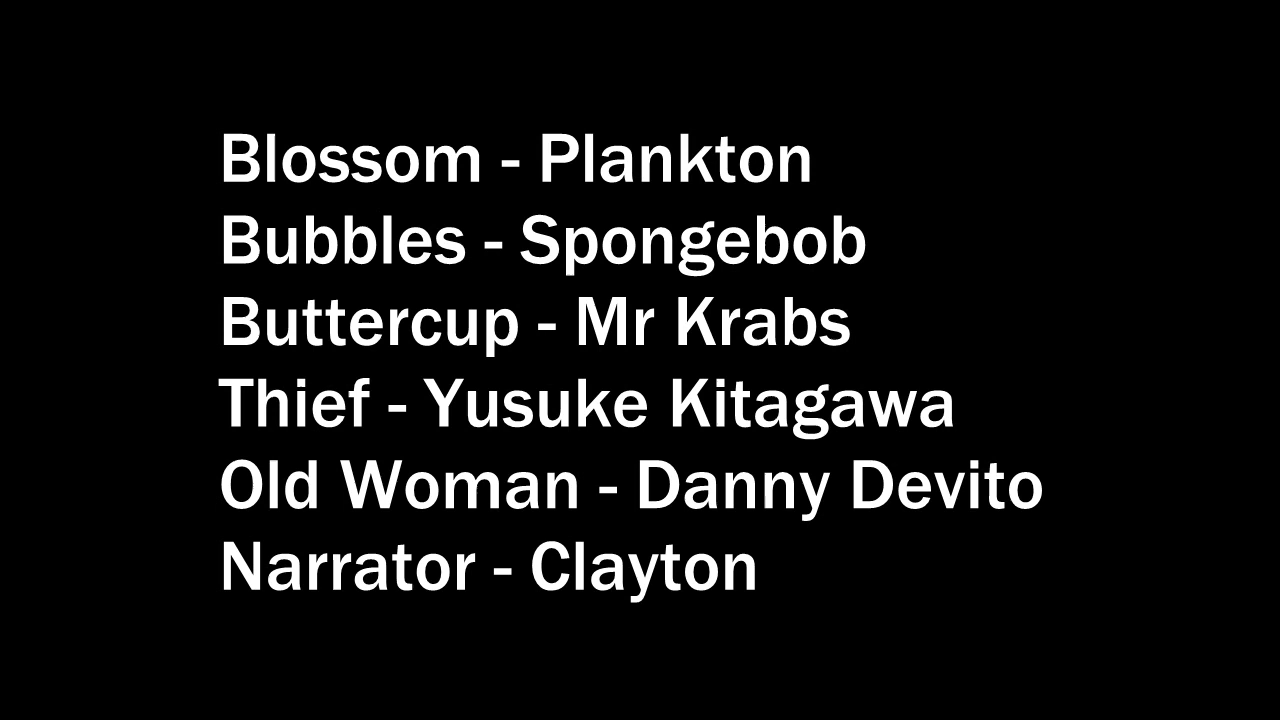 Blossom - Plankton
Bubbles - Spongebob
Buttercup - Mr Krabs
Thief - Yusuke Kitagawa
Old Woman - Danny Devito
Narrator - Clayton